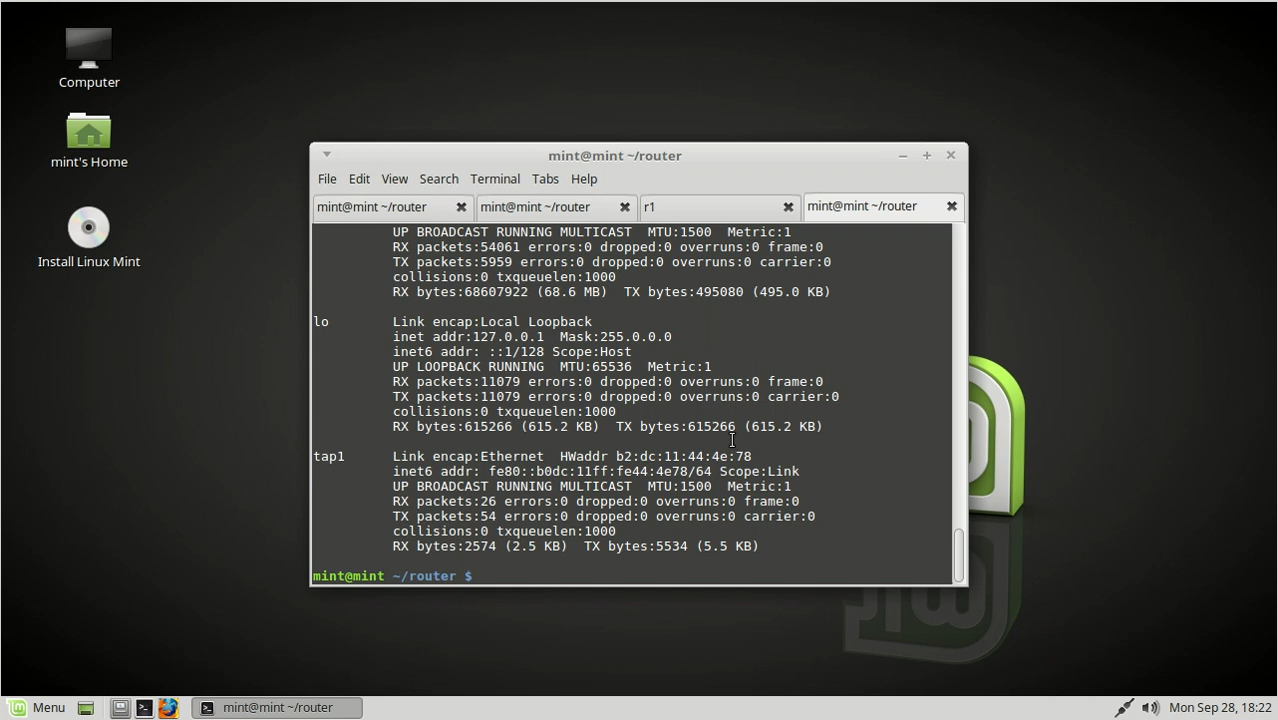 Computer
mint's Home
Install Linux Mint
mint@mint ~/router
File Edit View Search Terminal Tabs Help
mint@mint ~/router mint@mint ~/router r1 mint@mint ~/router
UP BROADCAST RUNNING MULTICAST  MTU:1500  Metric:1
RX packets:54061 errors:0 dropped:0 overruns:0 frame:0
TX packets:5959 errors:0 dropped:0 overruns:0 carrier:0
collisions:0 txqueuelen:1000
RX bytes:68607922 (68.6 MB)  TX bytes:495080 (495.0 KB)
lo        Link encap:Local Loopback
inet addr:127.0.0.1  Mask:255.0.0.0
inet6 addr: ::1/128 Scope:Host
UP LOOPBACK RUNNING  MTU:65536  Metric:1
RX packets:11079 errors:0 dropped:0 overruns:0 frame:0
TX packets:11079 errors:0 dropped:0 overruns:0 carrier:0
collisions:0 txqueuelen:1000
RX bytes:615266 (615.2 KB)  TX bytes:615266 (615.2 KB)
tap1      Link encap:Ethernet  HWaddr b2:dc:11:44:4e:78
inet6 addr: fe80::b0dc:11ff:fe44:4e78/64 Scope:Link
UP BROADCAST RUNNING MULTICAST  MTU:1500  Metric:1
RX packets:26 errors:0 dropped:0 overruns:0 frame:0
TX packets:54 errors:0 dropped:0 overruns:0 carrier:0
collisions:0 txqueuelen:1000
RX bytes:2574 (2.5 KB)  TX bytes:5534 (5.5 KB)
mint@mint ~/router $
Menu mint@mint ~/router Mon Sep 28, 18:22